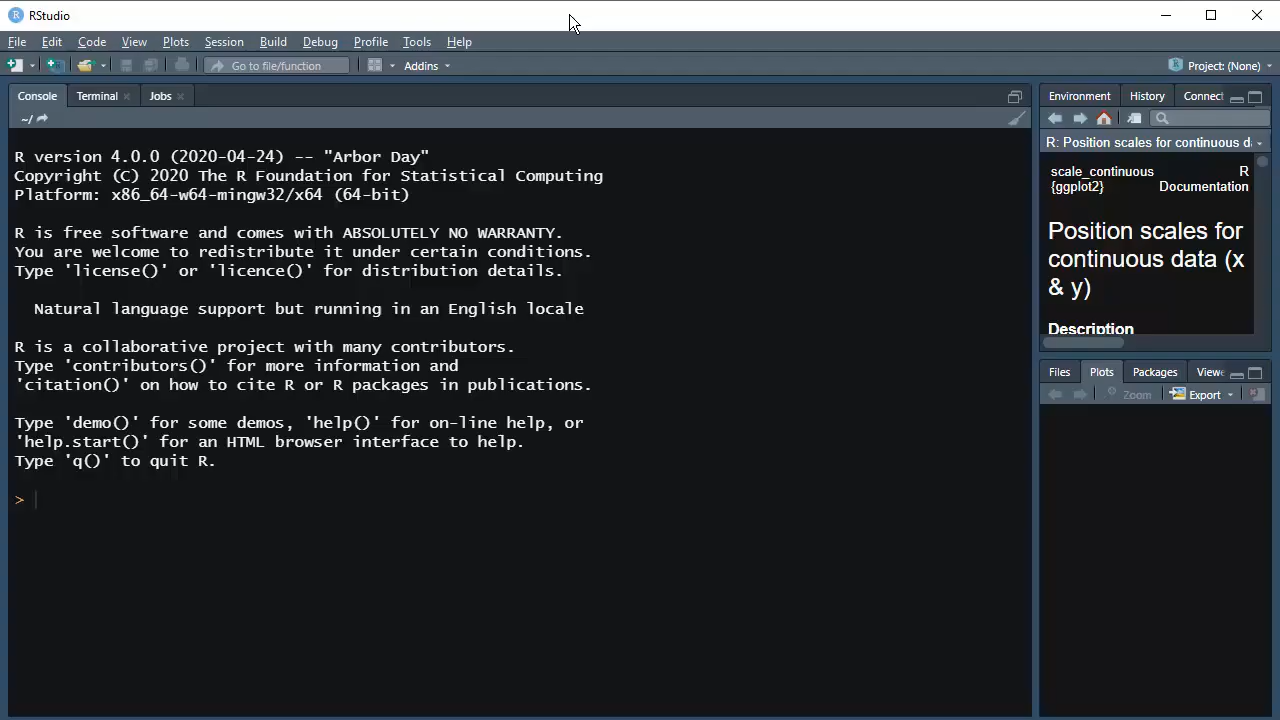 RStudio
File Edit Code View Plots Session Build Debug Profile Tools Help
Go to file/function Addins Project: (None)
Console Terminal Jobs
~/
R version 4.0.0 (2020-04-24) -- "Arbor Day"
Copyright (C) 2020 The R Foundation for Statistical Computing
Platform: x86_64-w64-mingw32/x64 (64-bit)
R is free software and comes with ABSOLUTELY NO WARRANTY.
You are welcome to redistribute it under certain conditions.
Type 'license()' or 'licence()' for distribution details.
Natural language support but running in an English locale
R is a collaborative project with many contributors.
Type 'contributors()' for more information and
'citation()' on how to cite R or R packages in publications.
Type 'demo()' for some demos, 'help()' for on-line help, or
'help.start()' for an HTML browser interface to help.
Type 'q()' to quit R.
>
Environment History Connect
R: Position scales for continuous d
scale_continuous R
{ggplot2} Documentation
Position scales for
continuous data (x
& y)
Description
Files Plots Packages Viewe
Zoom Export